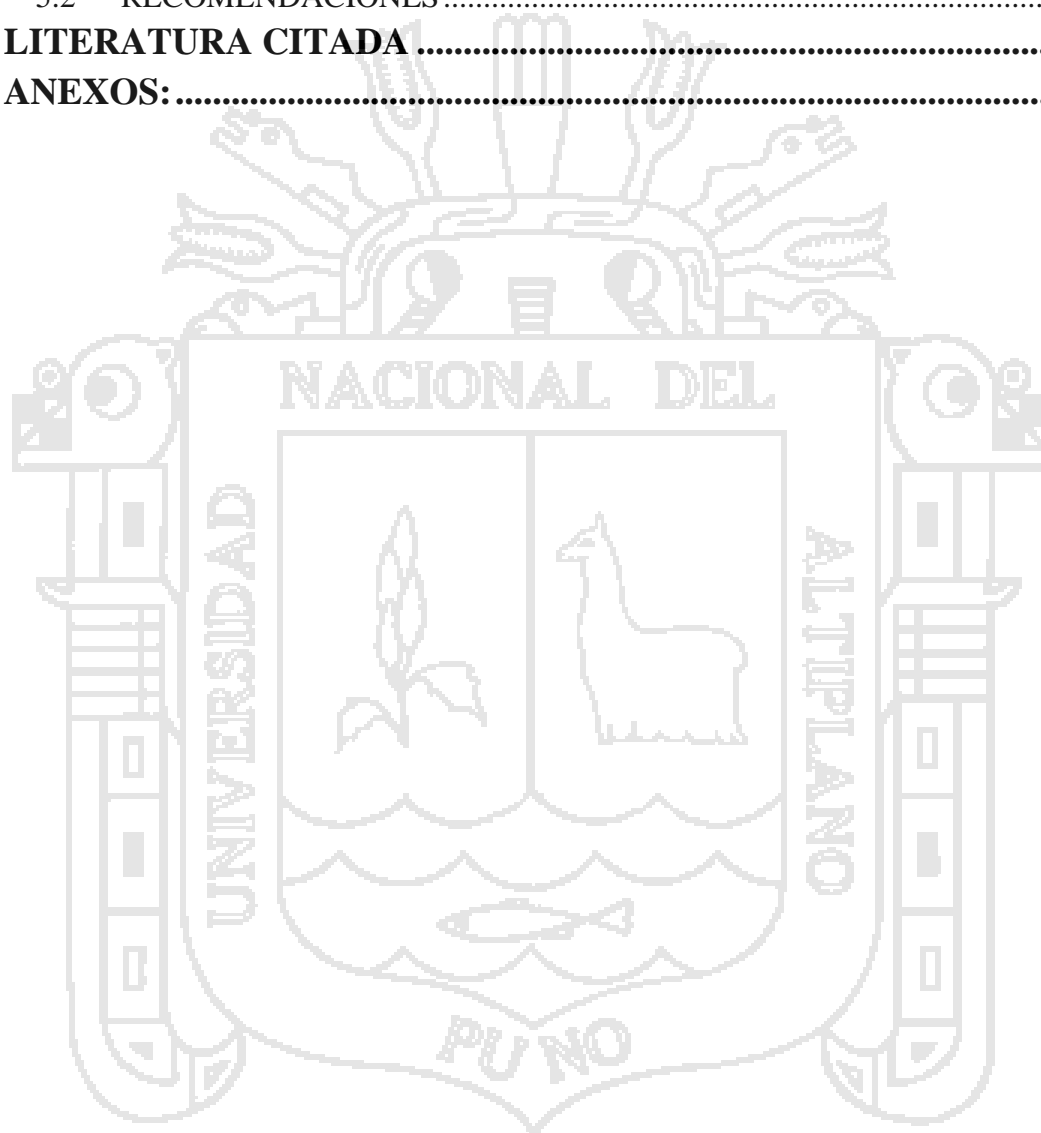 5.2 RECOMENDACIONES ................................................................................
LITERATURA CITADA ................................................................................
ANEXOS: ................................................................................
NACIONAL DEL
UNIVERSIDAD
ALTIPLANO
PUNO